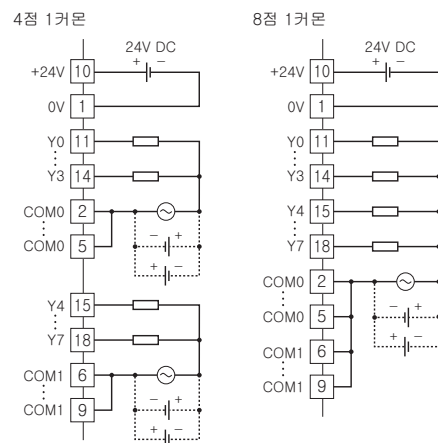 4점 1커몬
24V DC
+ −
+24V 10
0V 1
Y0 11
Y3 14
COM0 2
− +
COM0 5
+ −
Y4 15
Y7 18
COM1 6
− +
COM1 9
+ −
8점 1커몬
24V DC
+ −
+24V 10
0V 1
Y0 11
Y3 14
Y4 15
Y7 18
COM0 2
− +
COM0 5
+ −
COM1 6
COM1 9